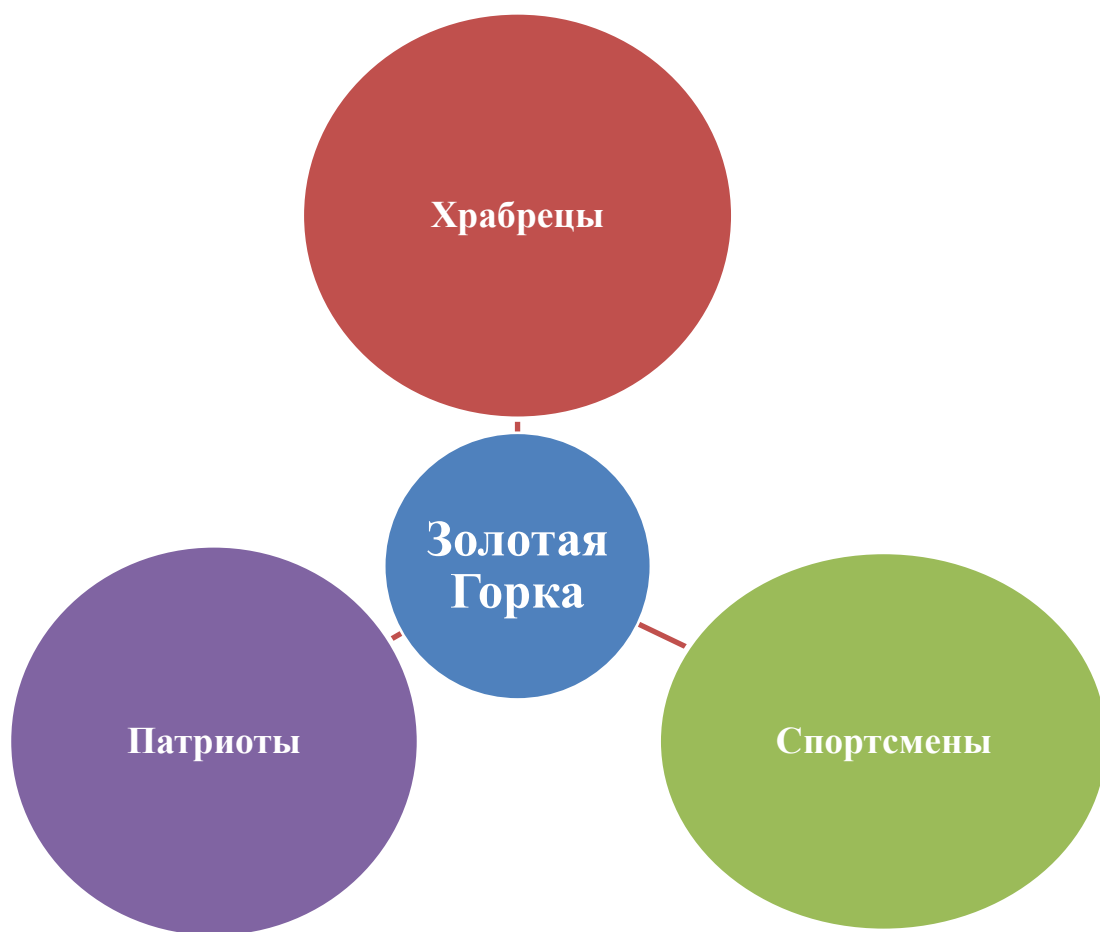 Храбрецы
Золотая
Горка
Патриоты
Спортсмены